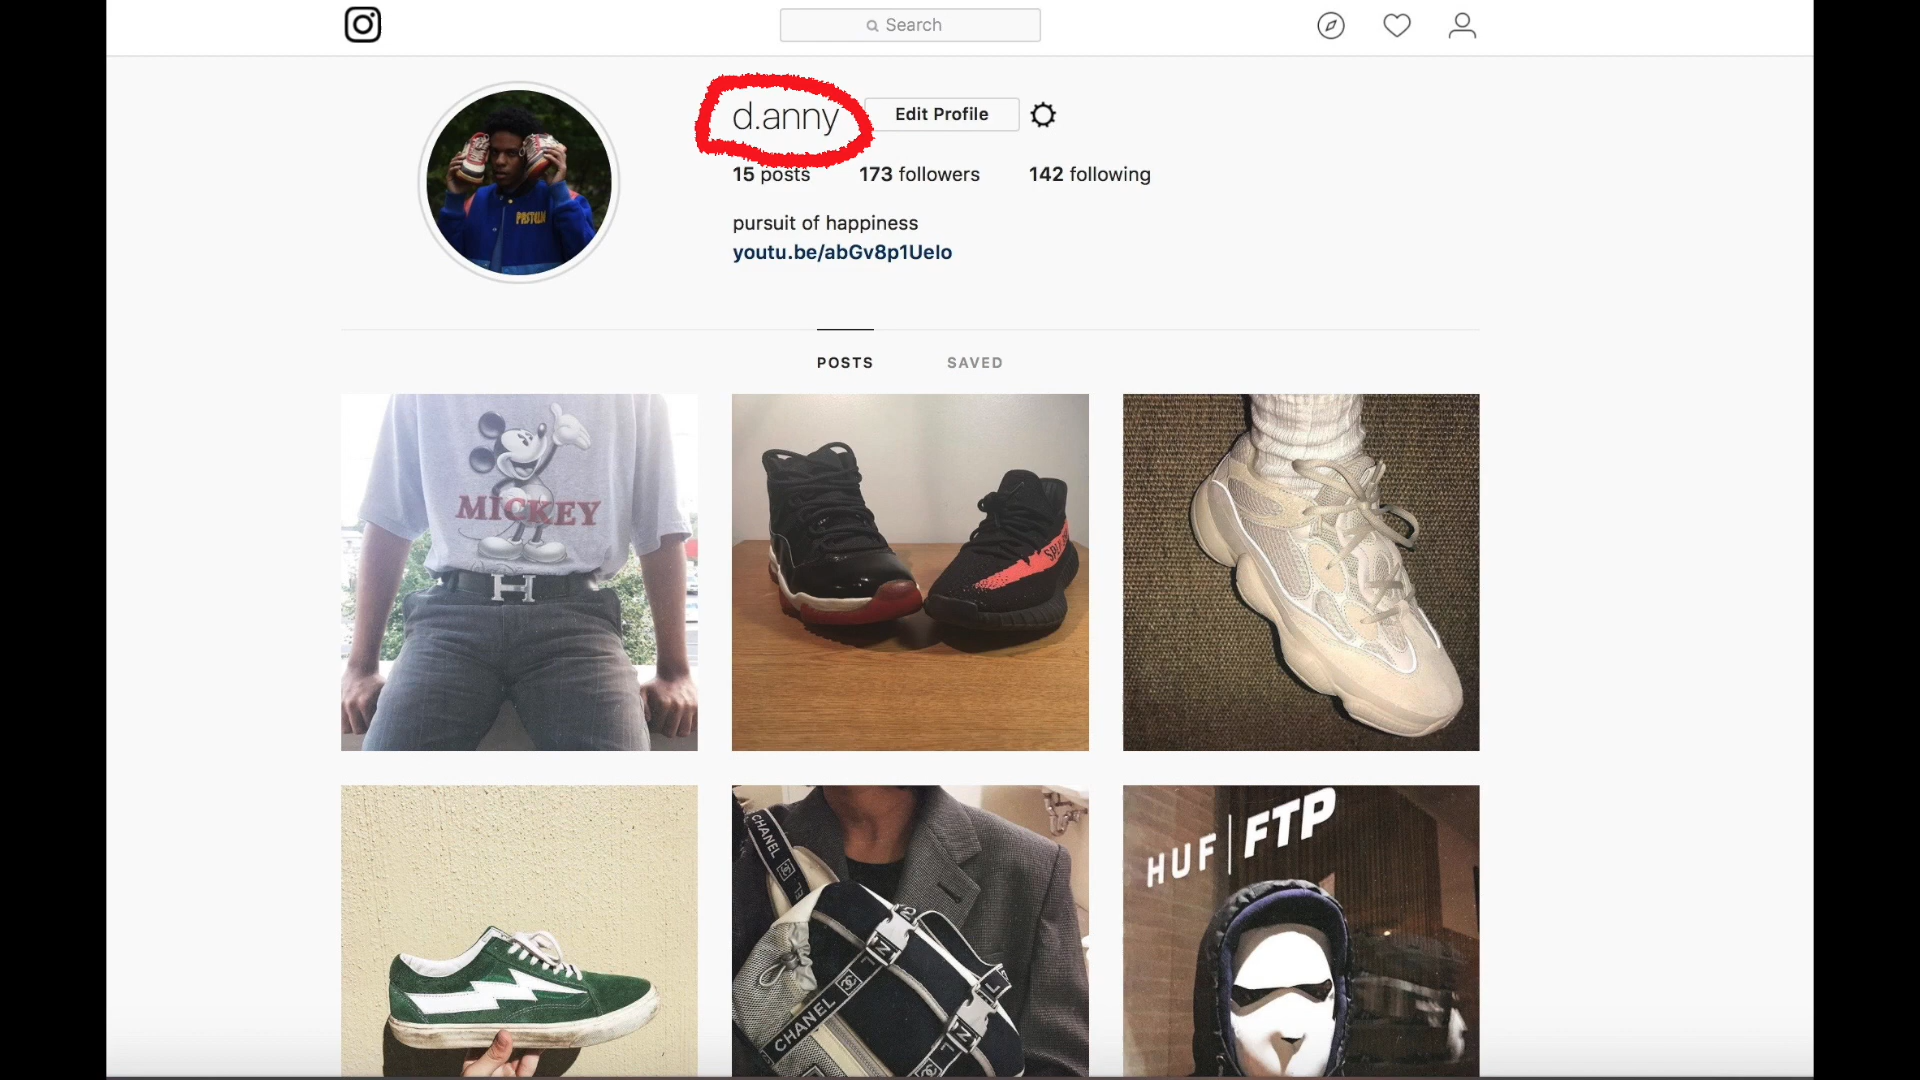 Search
d.anny
Edit Profile
15 posts 173 followers 142 following
pursuit of happiness
youtu.be/abGv8p1UeIo
POSTS SAVED
MICKEY
CHANEL
CHANEL
HUF | FTP